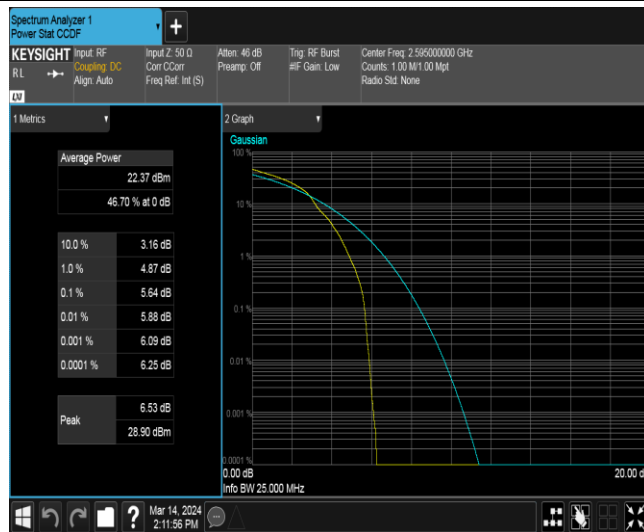 Spectrum Analyzer 1
Power Stat CCDF
KEYSIGHT
RL
LXI
Input: RF
Coupling: DC
Align: Auto
Input Z: 50 Ω
Corr CCorr
Freq Ref: Int (S)
Atten: 46 dB
Preamp: Off
Trig: RF Burst
#IF Gain: Low
Center Freq: 2.595000000 GHz
Counts: 1.00 M/1.00 Mpt
Radio Std: None
1 Metrics
Average Power
22.37 dBm
46.70 % at 0 dB
10.0 % 3.16 dB
1.0 % 4.87 dB
0.1 % 5.64 dB
0.01 % 5.88 dB
0.001 % 6.09 dB
0.0001 % 6.25 dB
Peak
6.53 dB
28.90 dBm
2 Graph
Gaussian
100 %
10 %
1 %
0.1 %
0.01 %
0.001 %
0.0001 %
0.00 dB
20.00 d
Info BW 25.000 MHz
?
Mar 14, 2024
2:11:56 PM